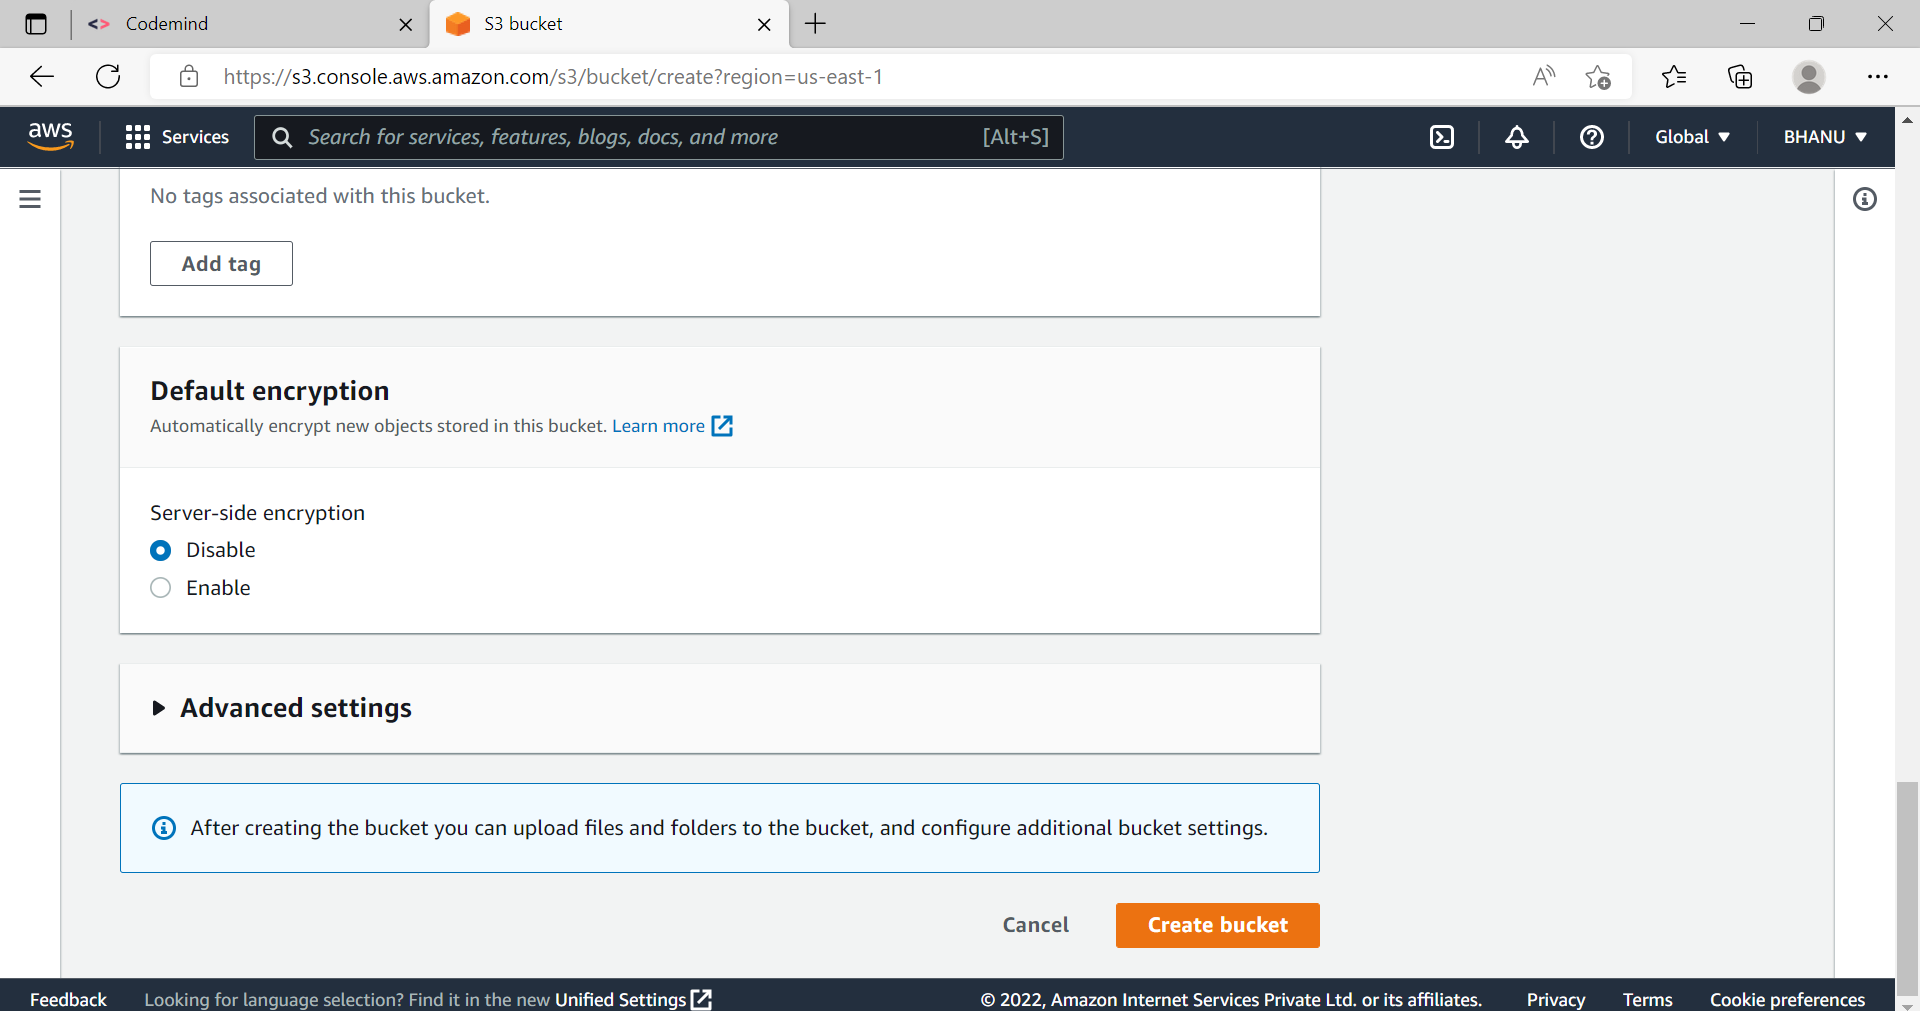 Codemind
S3 bucket
https://s3.console.aws.amazon.com/s3/bucket/create?region=us-east-1
aws
Services
Search for services, features, blogs, docs, and more [Alt+S]
Global
BHANU
No tags associated with this bucket.
Add tag
Default encryption
Automatically encrypt new objects stored in this bucket. Learn more
Server-side encryption
Disable
Enable
Advanced settings
After creating the bucket you can upload files and folders to the bucket, and configure additional bucket settings.
Cancel
Create bucket
Feedback
Looking for language selection? Find it in the new Unified Settings
© 2022, Amazon Internet Services Private Ltd. or its affiliates.
Privacy
Terms
Cookie preferences